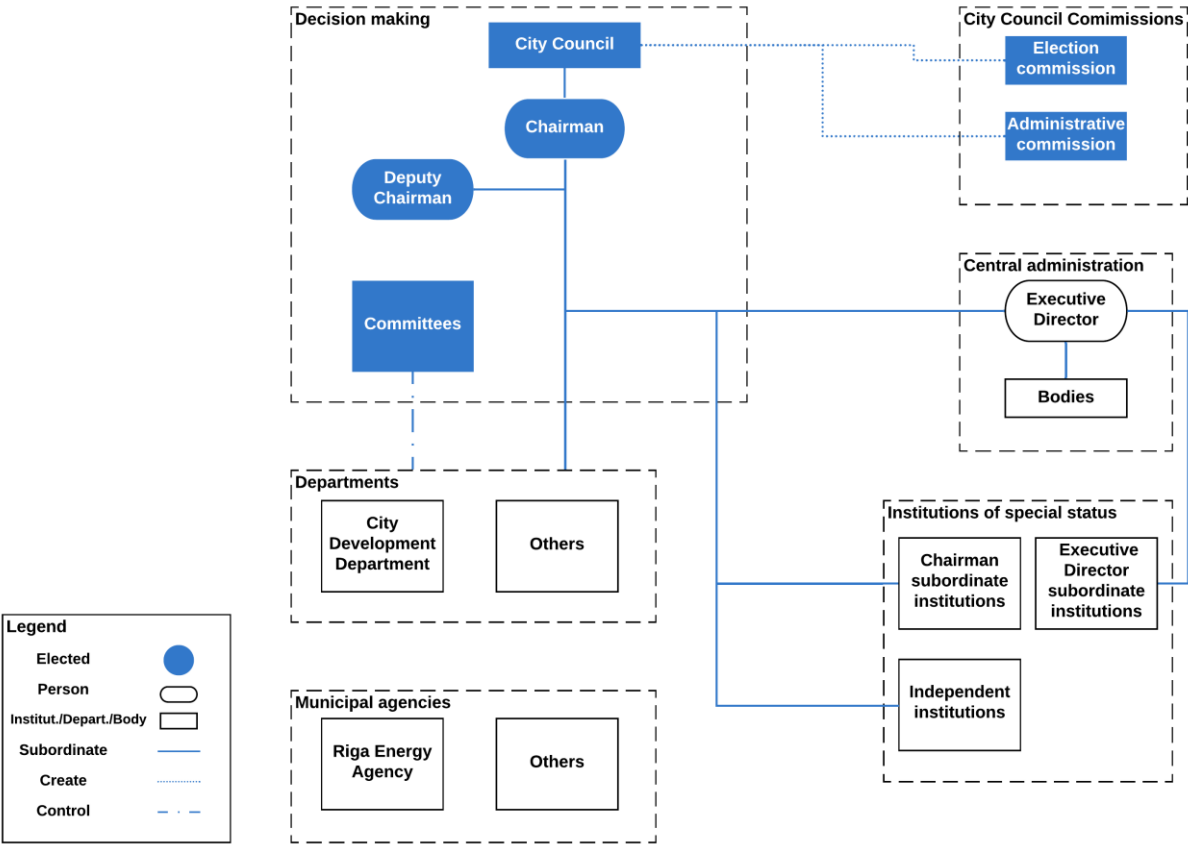 Decision making
City Council
Chairman
Deputy
Chairman
Committees
City Council Commissions
Election
commission
Administrative
commission
Central administration
Executive
Director
Bodies
Departments
City
Development
Department
Others
Institutions of special status
Chairman
subordinate
institutions
Executive
Director
subordinate
institutions
Independent
institutions
Municipal agencies
Riga Energy
Agency
Others
Legend
Elected
Person
Institut./Depart./Body
Subordinate
Create
Control